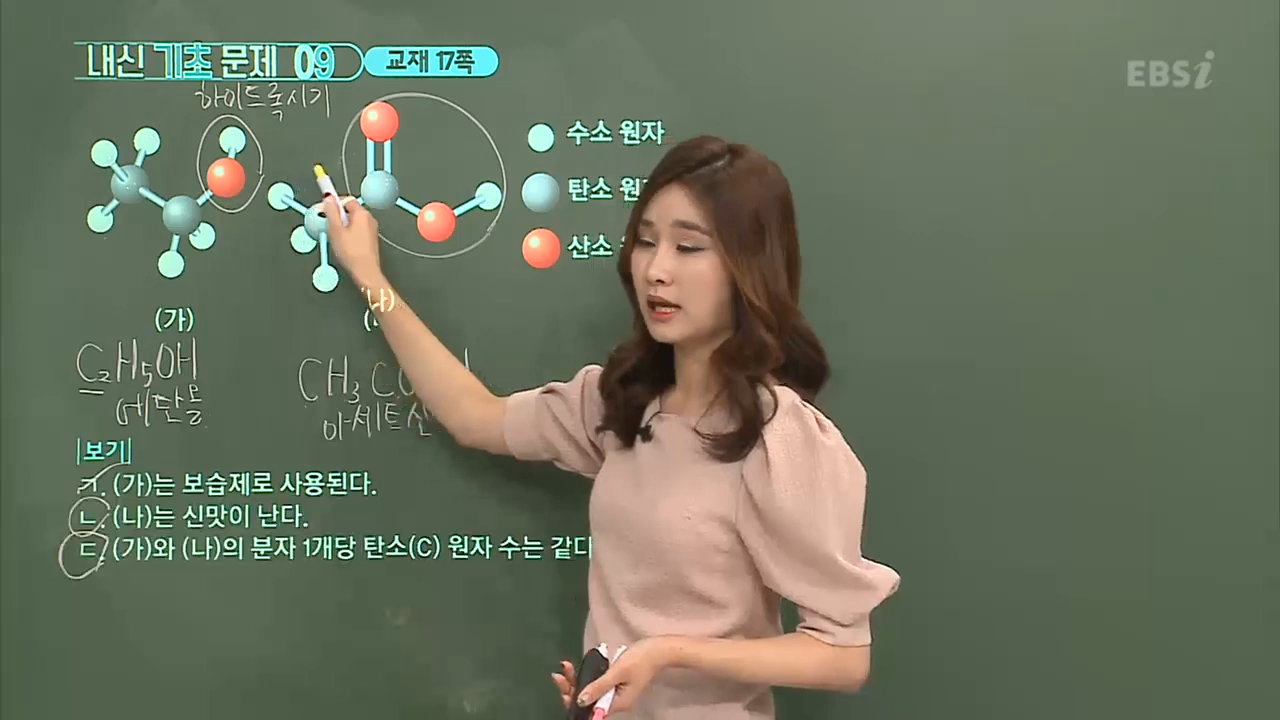 내신 기초 문제 09 교재 17쪽
EBSi
하이드록시기
수소 원자
탄소
산소
(가)
(나)
C₂H₅OH
에탄올
CH₃CO
아세트산
|보기|
ㄱ. (가)는 보습제로 사용된다.
ㄴ. (나)는 신맛이 난다.
ㄷ. (가)와 (나)의 분자 1개당 탄소(C) 원자 수는 같다